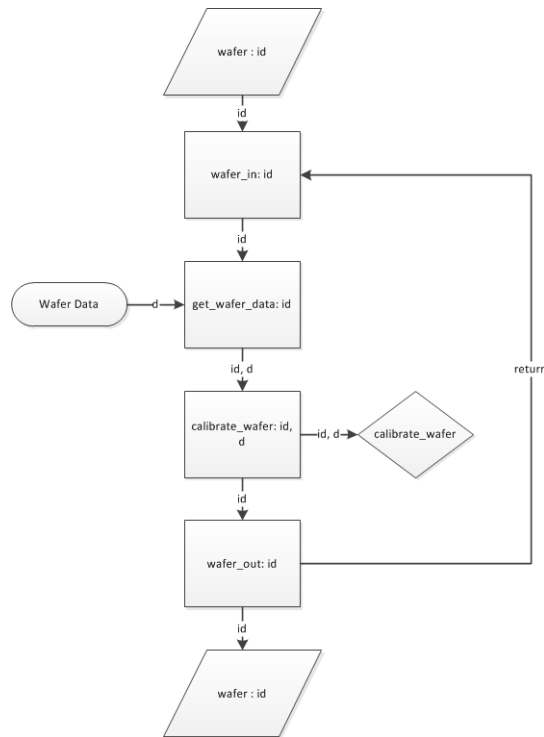 wafer : id
id
wafer_in: id
id
Wafer Data
d
get_wafer_data: id
id, d
return
calibrate_wafer: id,
d
id, d
calibrate_wafer
id
wafer_out: id
id
wafer : id